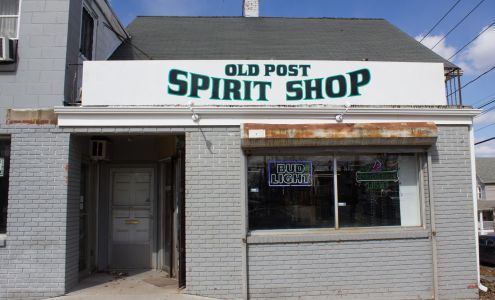 OLD POST
SPIRIT SHOP
BUD
LIGHT